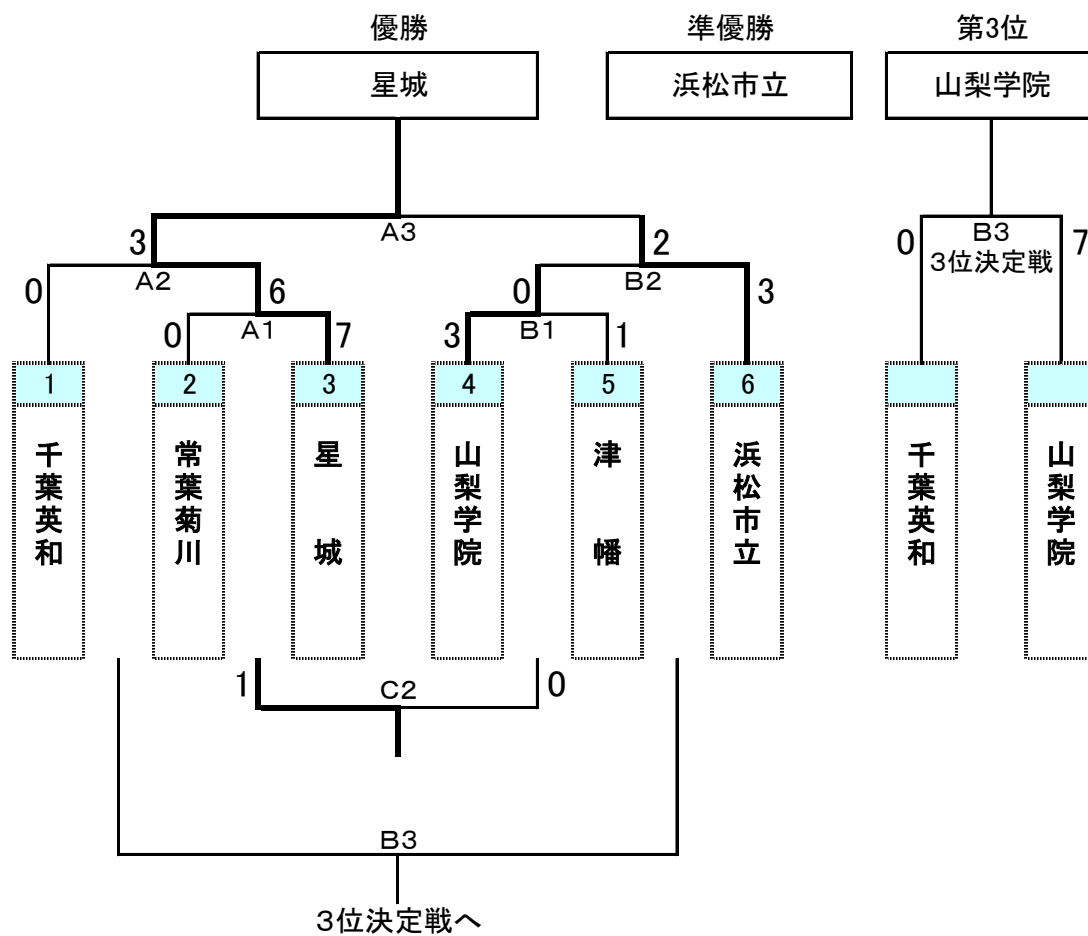 優勝
準優勝
第3位
星城
浜松市立
山梨学院
A3
3
2
A2
B2
0
6
0
3
A1
B1
0
7
3
1
B3
3位決定戦
0
7
1
2
3
4
5
6
千葉英和
常葉菊川
星城
山梨学院
津幡
浜松市立
千葉英和
山梨学院
1
C2
0
B3
3位決定戦へ